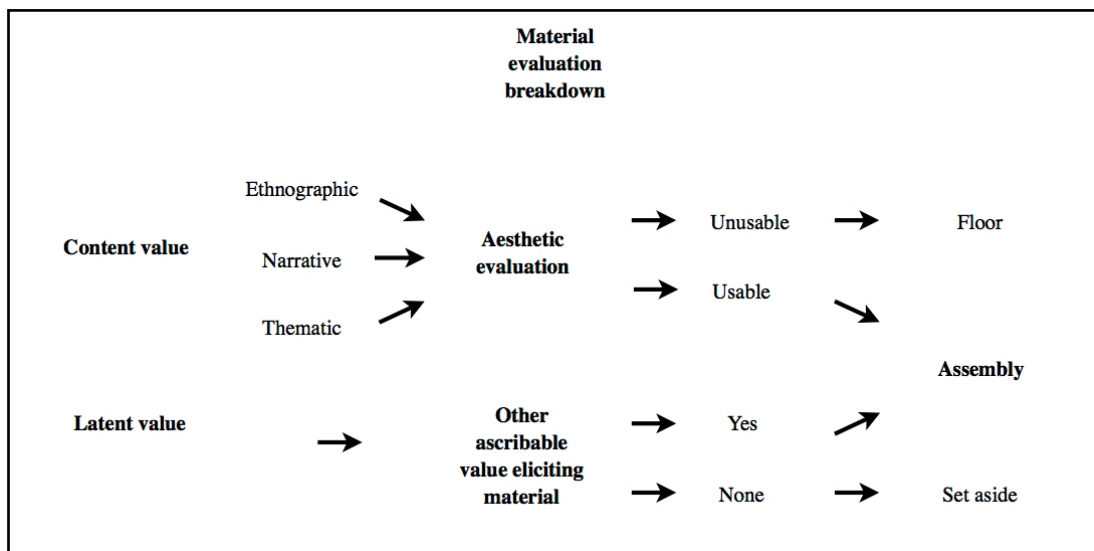 Material
evaluation
breakdown
Ethnographic
Content value
Narrative
Thematic
Aesthetic
evaluation
Unusable
Floor
Usable
Assembly
Latent value
Other
ascribable
value eliciting
material
Yes
None
Set aside